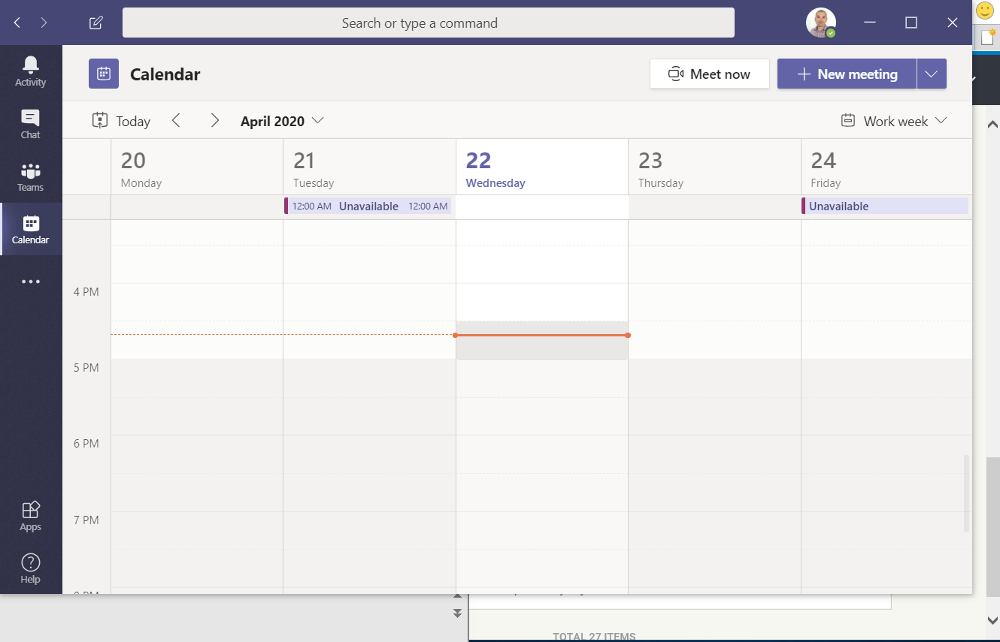 Search or type a command
Activity
Chat
Teams
Calendar
Apps
Help
Calendar
Meet now
New meeting
Today
April 2020
Work week
20
Monday
21
Tuesday
22
Wednesday
23
Thursday
24
Friday
12:00 AM Unavailable 12:00 AM
Unavailable
4 PM
5 PM
6 PM
7 PM
TOTAL 27 ITEMS